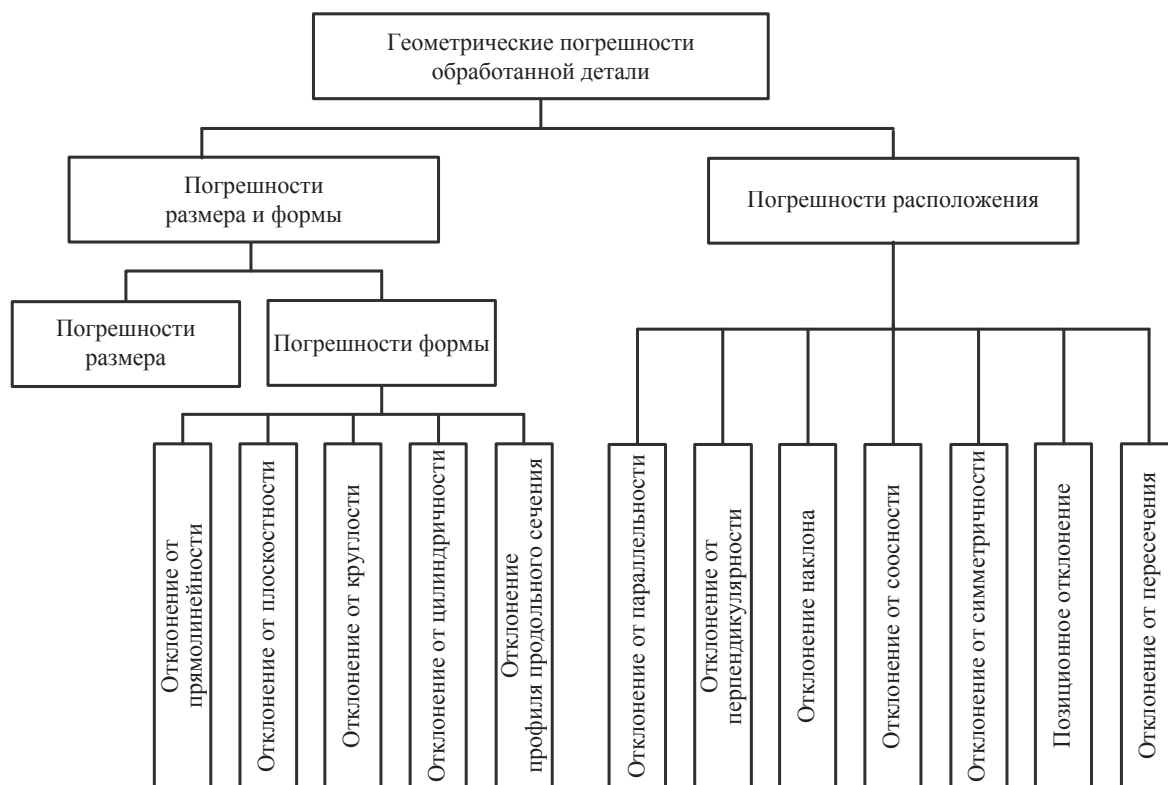 Геометрические погрешности
обработанной детали
Погрешности
размера и формы
Погрешности расположения
Погрешности
размера
Погрешности формы
Отклонение от
прямолинейности
Отклонение от плоскостности
Отклонение от круглости
Отклонение от цилиндричности
Отклонение
профиля продольного сечения
Отклонение от параллельности
Отклонение от
перпендикулярности
Отклонение наклона
Отклонение от соосности
Отклонение от симметричности
Позиционное отклонение
Отклонение от пересечения